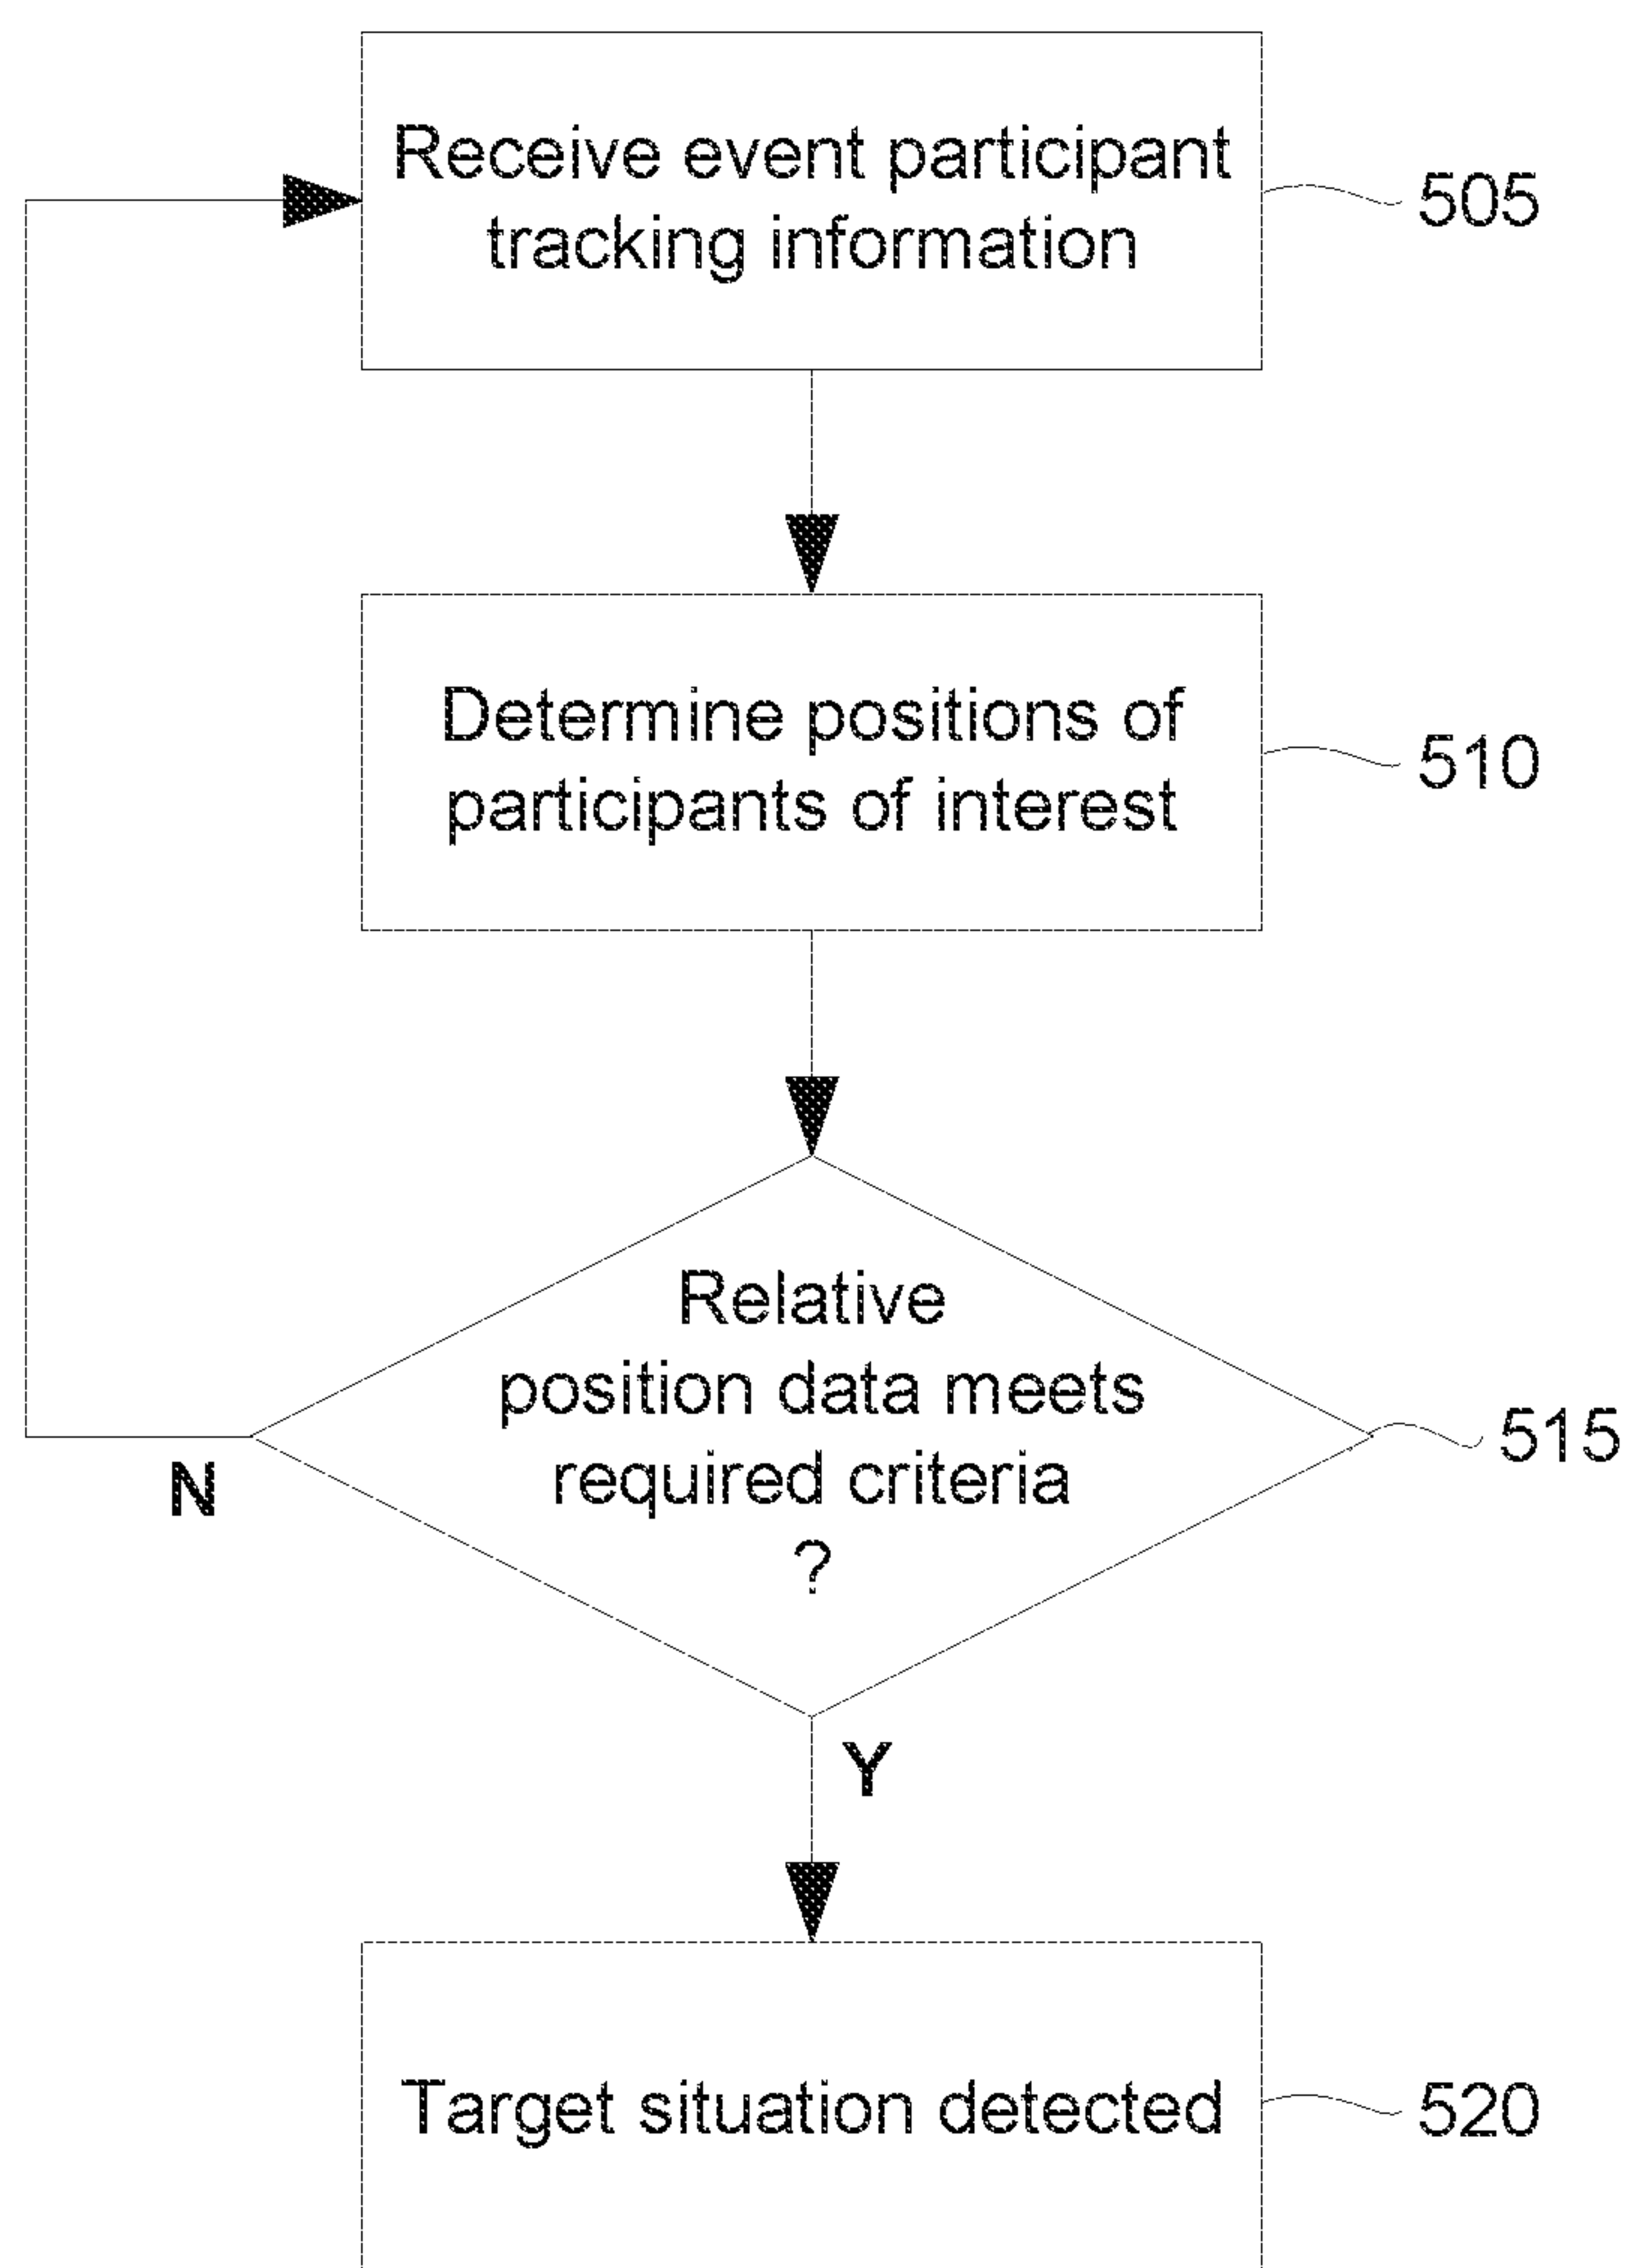 Receive event participant
tracking information
505
Determine positions of
participants of interest
510
Relative
position data meets
required criteria
?
515
N
Y
Target situation detected
520